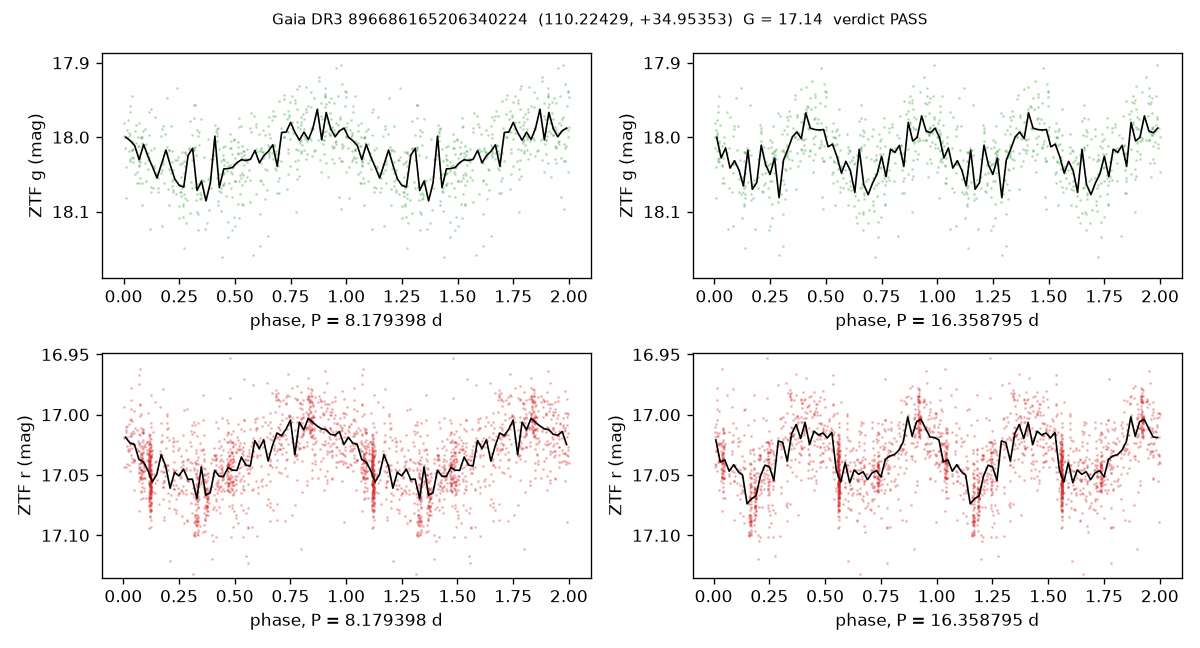 Gaia DR3 896686165206340224  (110.22429, +34.95353)  G = 17.14  verdict PASS
ZTF g (mag)
17.9
18.0
18.1
0.00 0.25 0.50 0.75 1.00 1.25 1.50 1.75 2.00
phase, P = 8.179398 d
ZTF g (mag)
17.9
18.0
18.1
0.00 0.25 0.50 0.75 1.00 1.25 1.50 1.75 2.00
phase, P = 16.358795 d
ZTF r (mag)
16.95
17.00
17.05
17.10
0.00 0.25 0.50 0.75 1.00 1.25 1.50 1.75 2.00
phase, P = 8.179398 d
ZTF r (mag)
16.95
17.00
17.05
17.10
0.00 0.25 0.50 0.75 1.00 1.25 1.50 1.75 2.00
phase, P = 16.358795 d